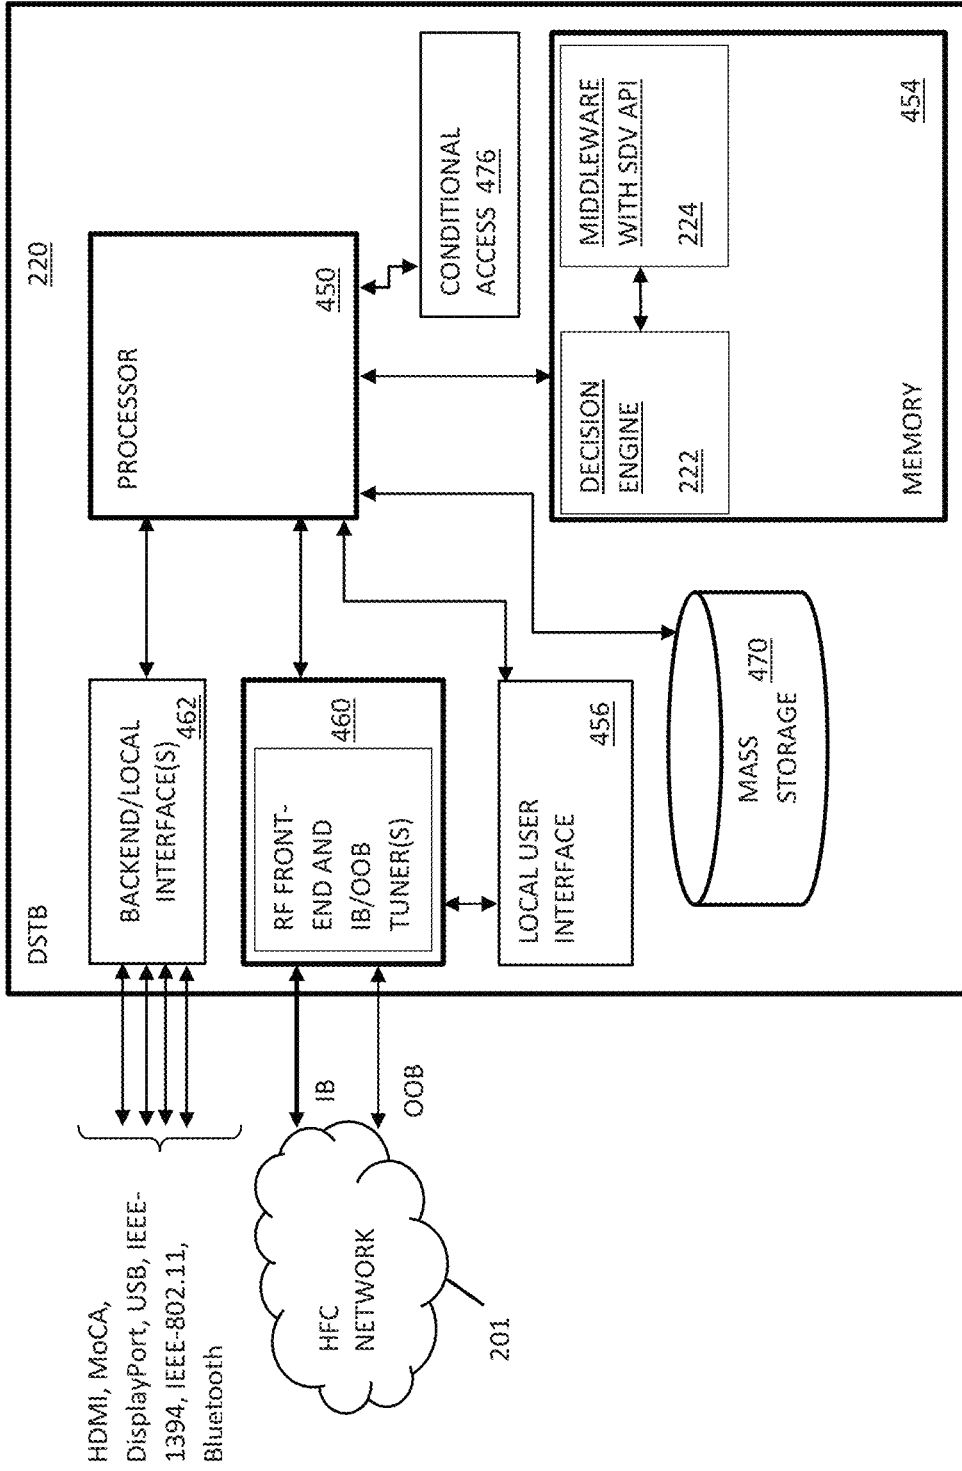 DSTB
220
BACKEND/LOCAL
INTERFACE(S)
462
PROCESSOR
450
HDMI, MoCA,
DisplayPort, USB, IEEE-
1394, IEEE-802.11,
Bluetooth
RF FRONT-
END AND
IB/OOB
TUNER(S)
460
IB
OOB
HFC
NETWORK
201
LOCAL USER
INTERFACE
456
CONDITIONAL
ACCESS 476
MASS
STORAGE
470
DECISION
ENGINE
222
MIDDLEWARE
WITH SDV API
224
MEMORY
454